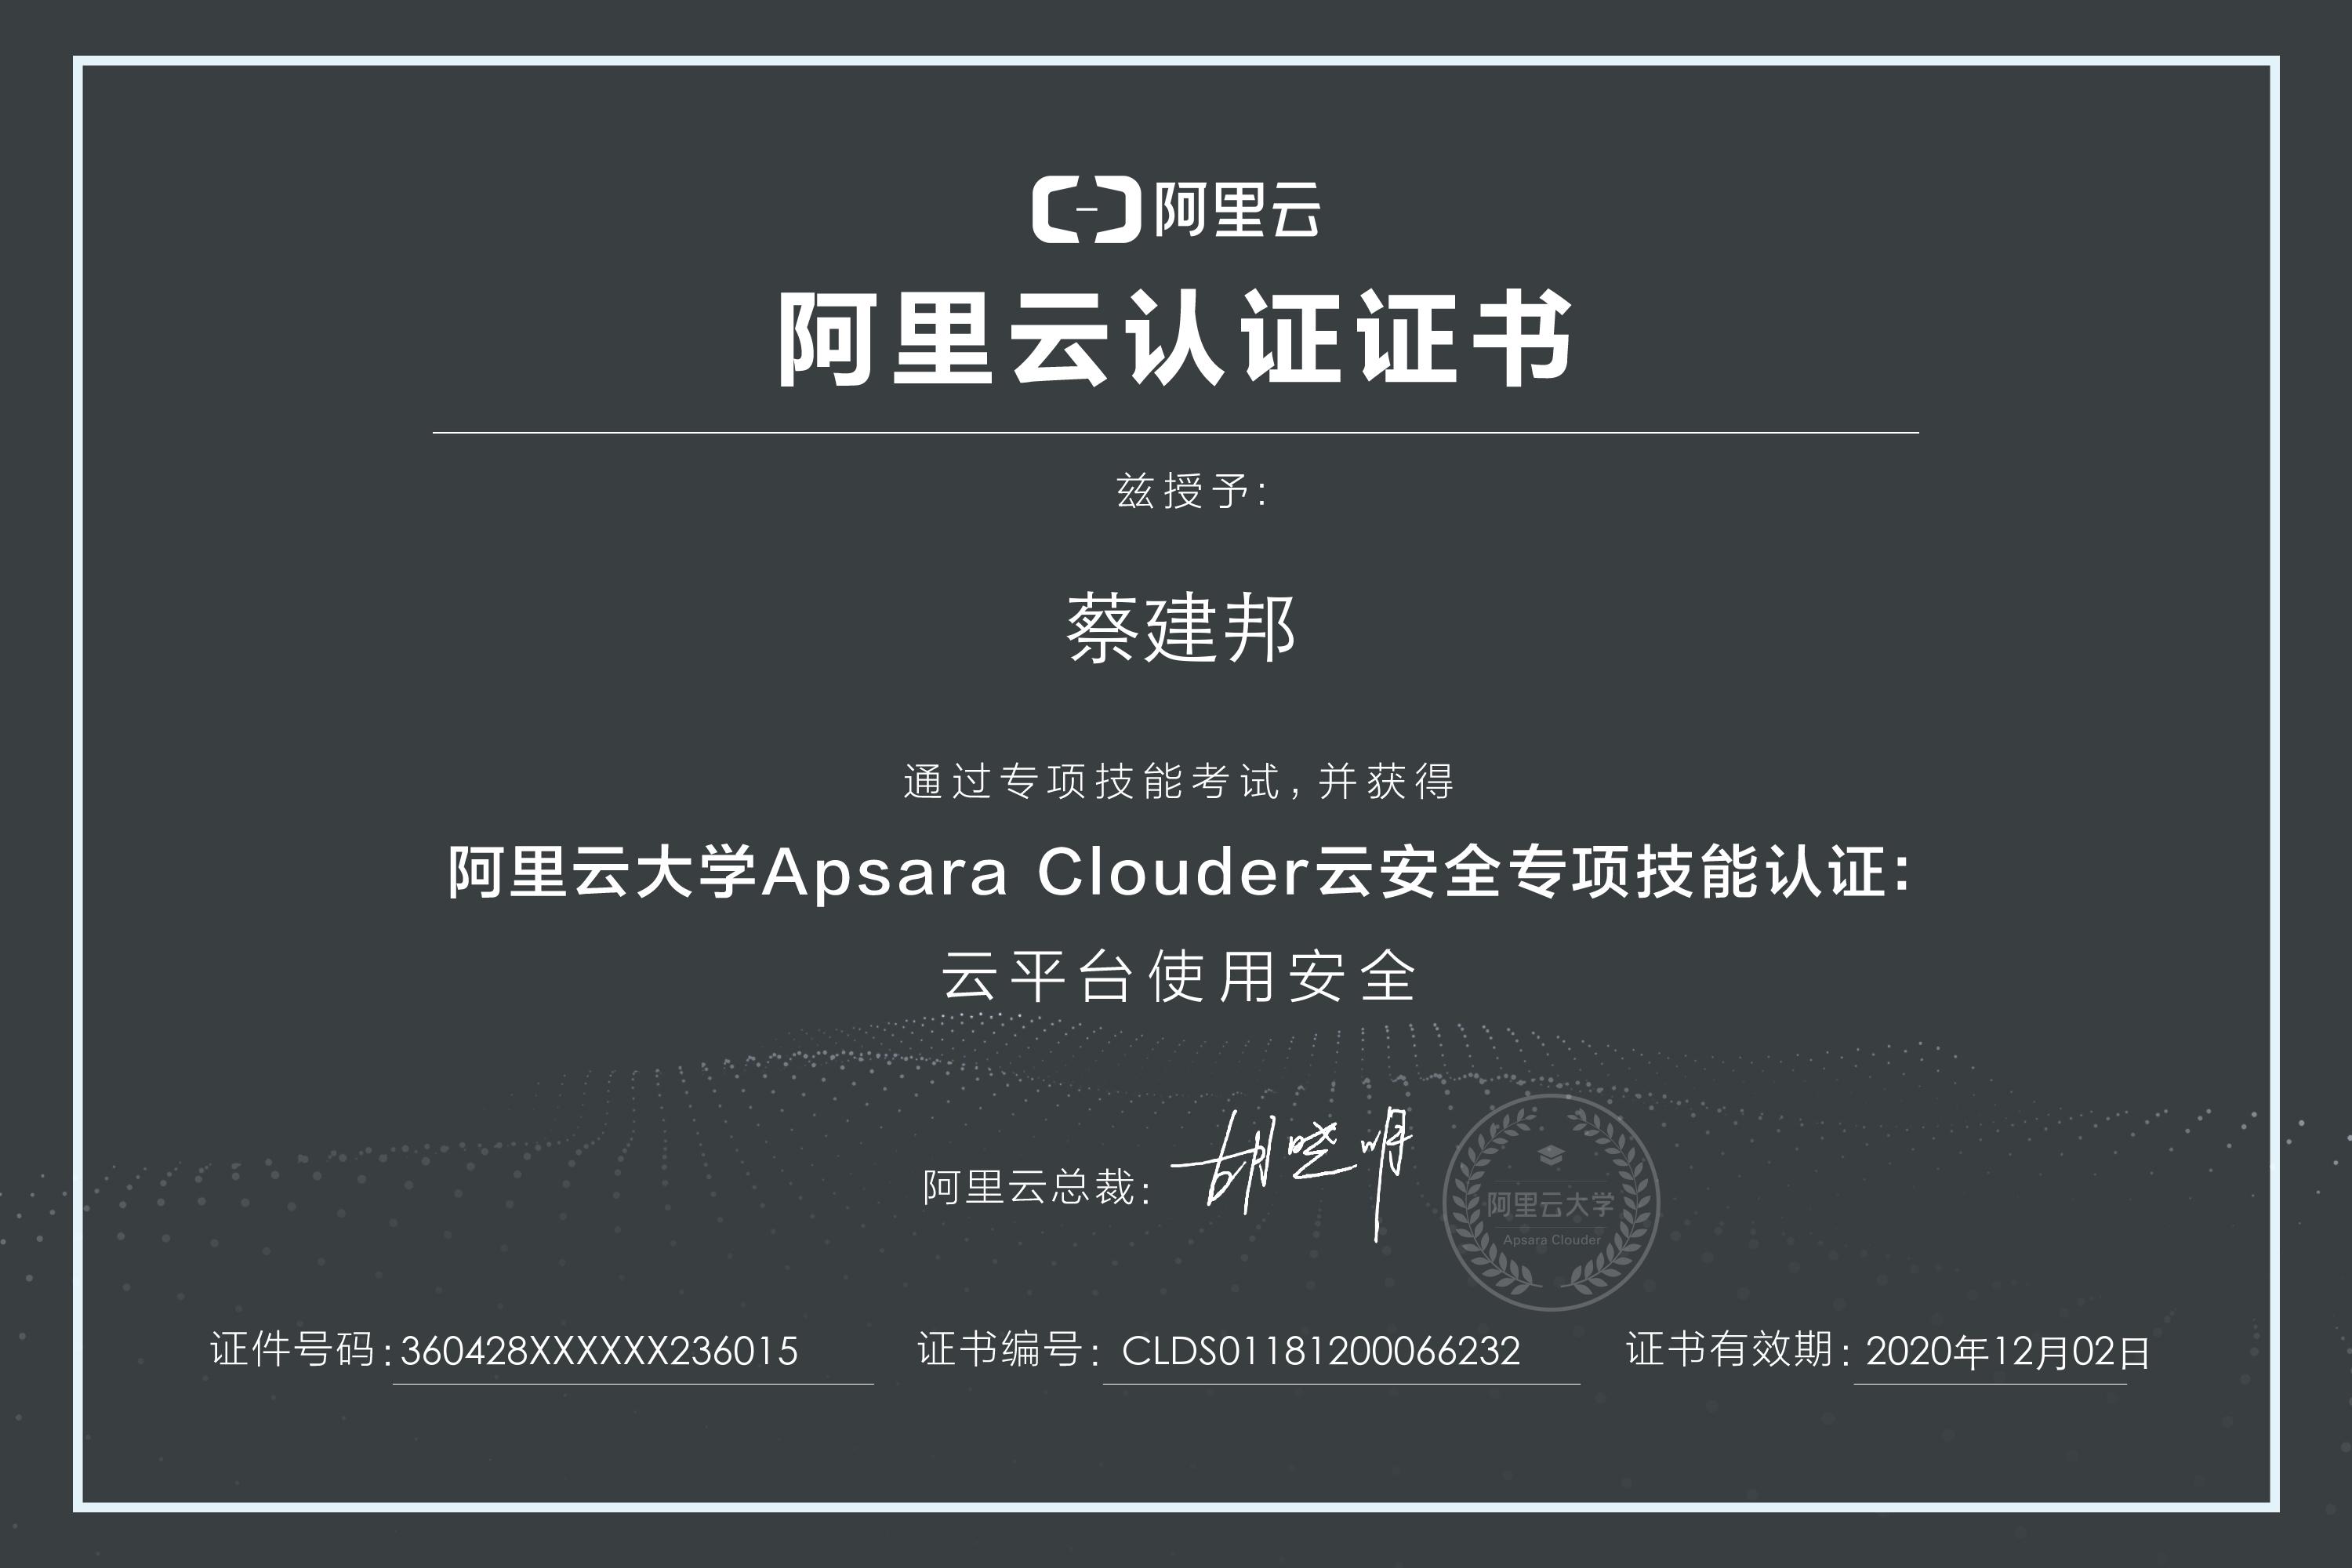 阿里云
阿里云认证证书
兹授予：
蔡建邦
通过专项技能考试，并获得
阿里云大学Apsara Clouder云安全专项技能认证：
云平台使用安全
阿里云总裁：胡晓明
阿里云大学
Apsara Clouder
证件号码：360428XXXXXX236015 证书编号：CLDS01181200066232 证书有效期：2020年12月02日